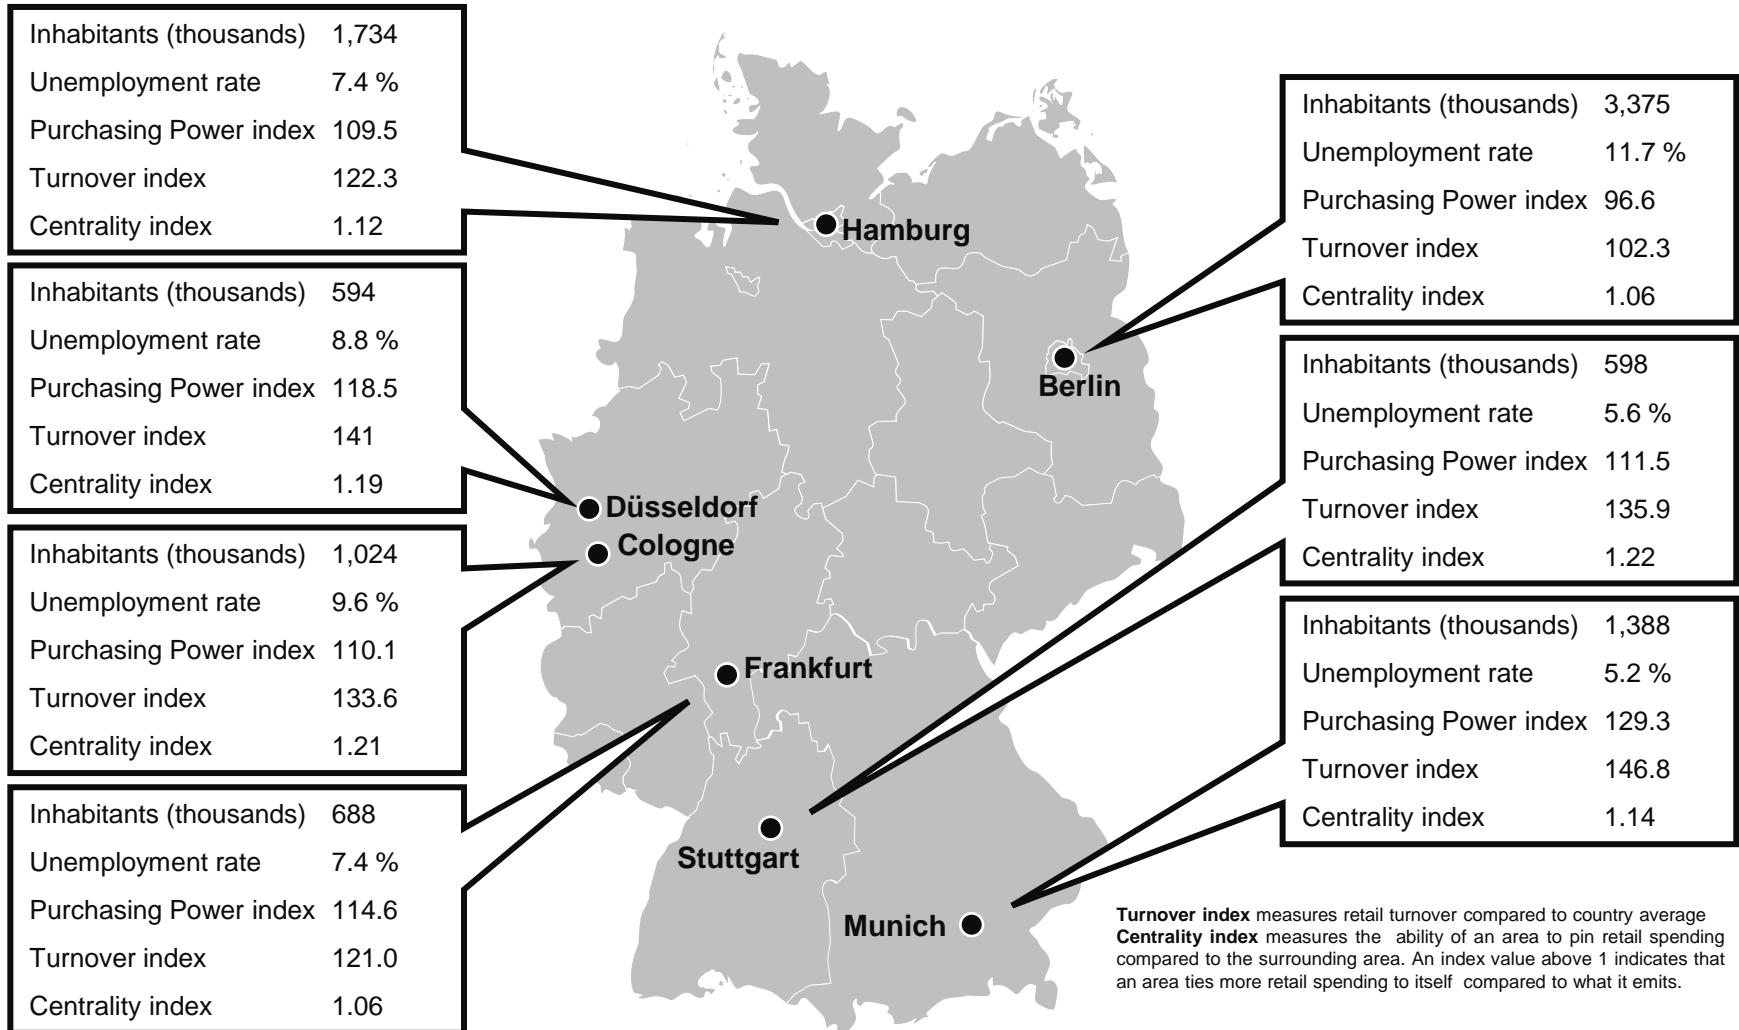 Inhabitants (thousands) 1,734
Unemployment rate 7.4 %
Purchasing Power index 109.5
Turnover index 122.3
Centrality index 1.12
Inhabitants (thousands) 594
Unemployment rate 8.8 %
Purchasing Power index 118.5
Turnover index 141
Centrality index 1.19
Inhabitants (thousands) 1,024
Unemployment rate 9.6 %
Purchasing Power index 110.1
Turnover index 133.6
Centrality index 1.21
Inhabitants (thousands) 688
Unemployment rate 7.4 %
Purchasing Power index 114.6
Turnover index 121.0
Centrality index 1.06
Hamburg
Berlin
Düsseldorf
Cologne
Frankfurt
Stuttgart
Munich
Inhabitants (thousands) 3,375
Unemployment rate 11.7 %
Purchasing Power index 96.6
Turnover index 102.3
Centrality index 1.06
Inhabitants (thousands) 598
Unemployment rate 5.6 %
Purchasing Power index 111.5
Turnover index 135.9
Centrality index 1.22
Inhabitants (thousands) 1,388
Unemployment rate 5.2 %
Purchasing Power index 129.3
Turnover index 146.8
Centrality index 1.14
Turnover index measures retail turnover compared to country average
Centrality index measures the ability of an area to pin retail spending
compared to the surrounding area. An index value above 1 indicates that
an area ties more retail spending to itself compared to what it emits.